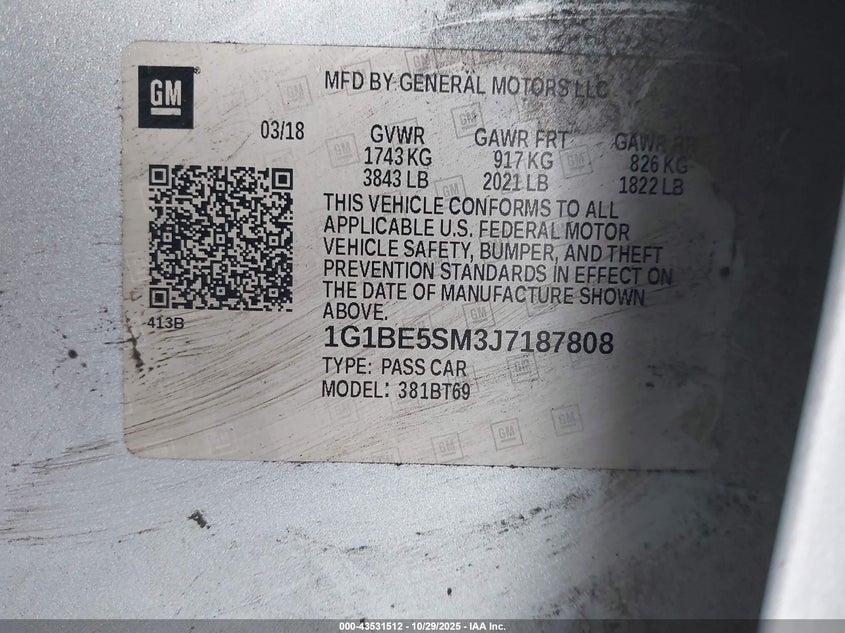 GM
MFD BY GENERAL MOTORS LLC
03/18
GVWR GAWR FRT GAWR RR
1743 KG 917 KG 826 KG
3843 LB 2021 LB 1822 LB
THIS VEHICLE CONFORMS TO ALL
APPLICABLE U.S. FEDERAL MOTOR
VEHICLE SAFETY, BUMPER, AND THEFT
PREVENTION STANDARDS IN EFFECT ON
THE DATE OF MANUFACTURE SHOWN
ABOVE.
413B
1G1BE5SM3J7187808
TYPE: PASS CAR
MODEL: 381BT69
000-43531512 - 10/29/2025 - IAA Inc.